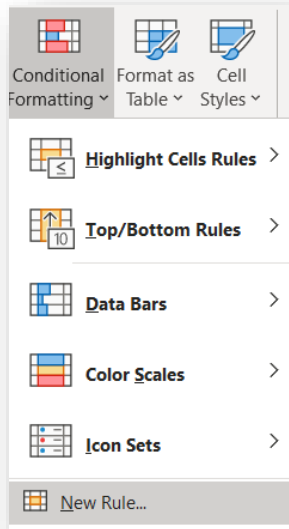 Conditional Formatting
Format as Table
Cell Styles
≤
Highlight Cells Rules
10
Top/Bottom Rules
Data Bars
Color Scales
Icon Sets
New Rule...